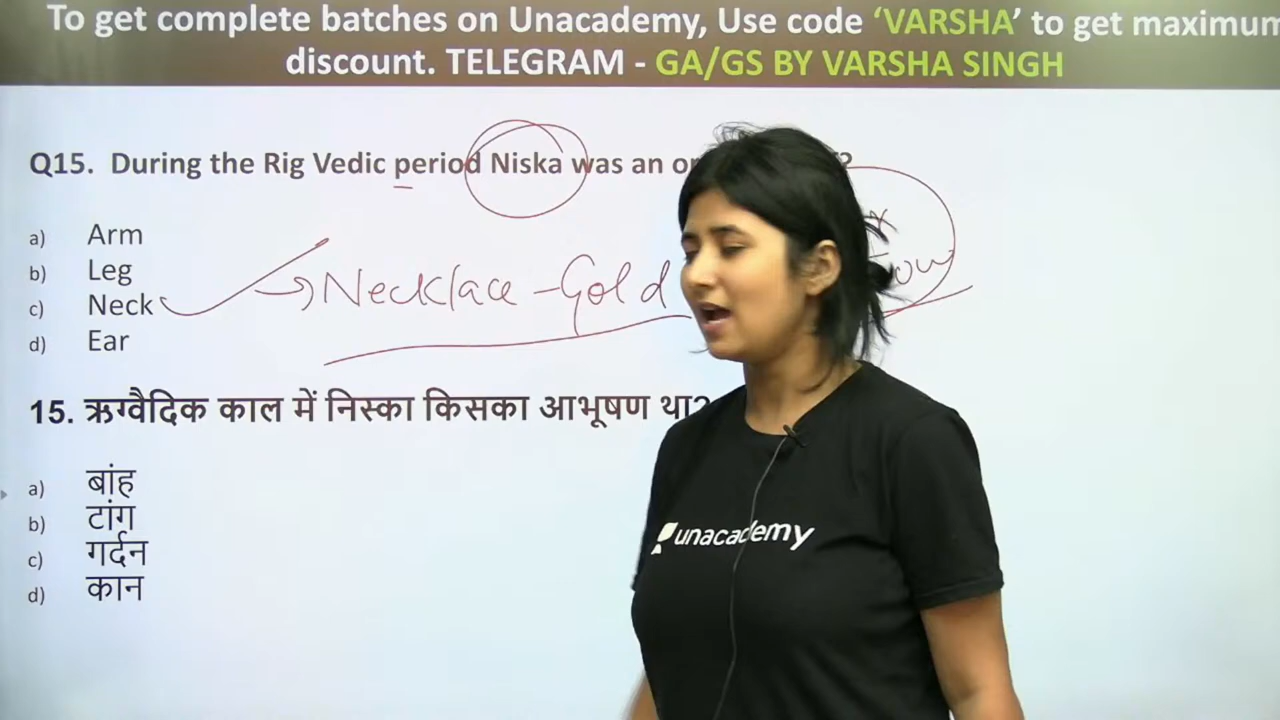 To get complete batches on Unacademy, Use code ‘VARSHA’ to get maximum
discount. TELEGRAM - GA/GS BY VARSHA SINGH
Q15. During the Rig Vedic period Niska was an
a) Arm
b) Leg
c) Neck
d) Ear
Necklace - Gold
15. ऋग्वैदिक काल में निस्का किसका आभूषण था?
a) बांह
b) टांग
c) गर्दन
d) कान
unacademy